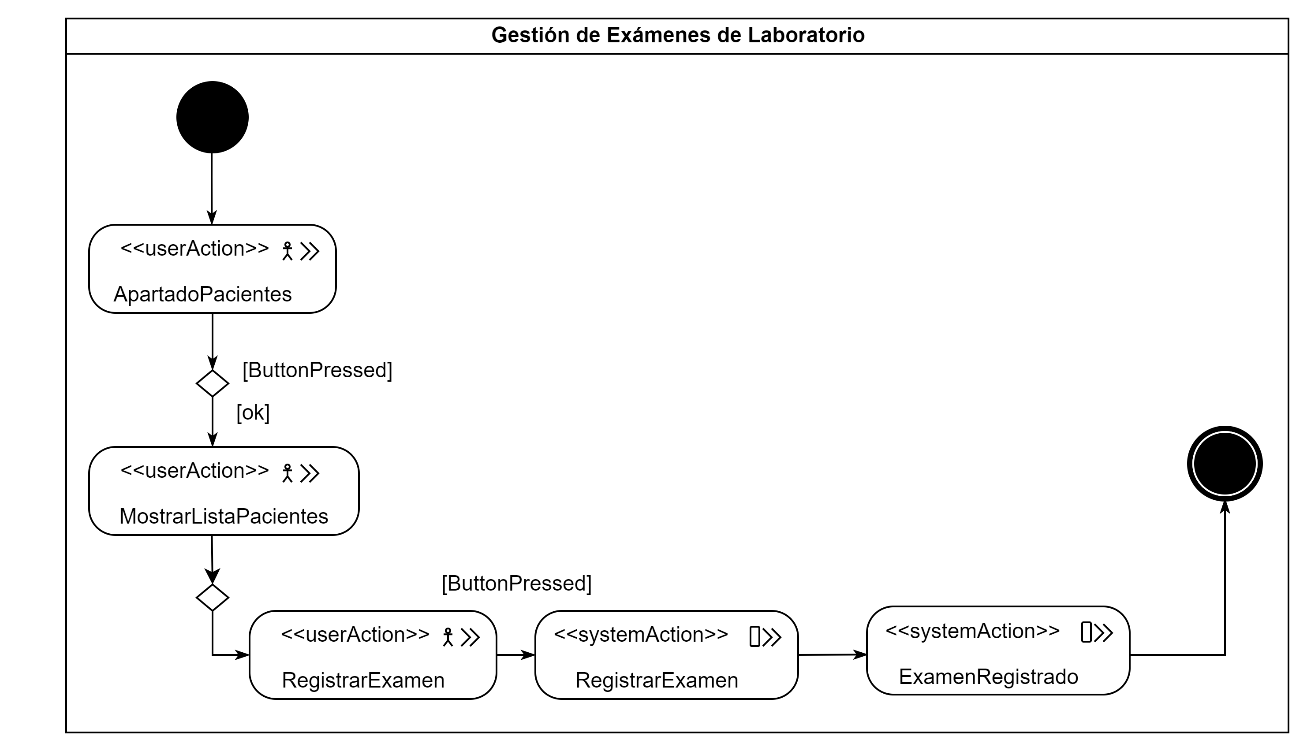 Gestión de Exámenes de Laboratorio
<<userAction>>
ApartadoPacientes
[ButtonPressed]
[ok]
<<userAction>>
MostrarListaPacientes
[ButtonPressed]
<<userAction>>
RegistrarExamen
<<systemAction>>
RegistrarExamen
<<systemAction>>
ExamenRegistrado